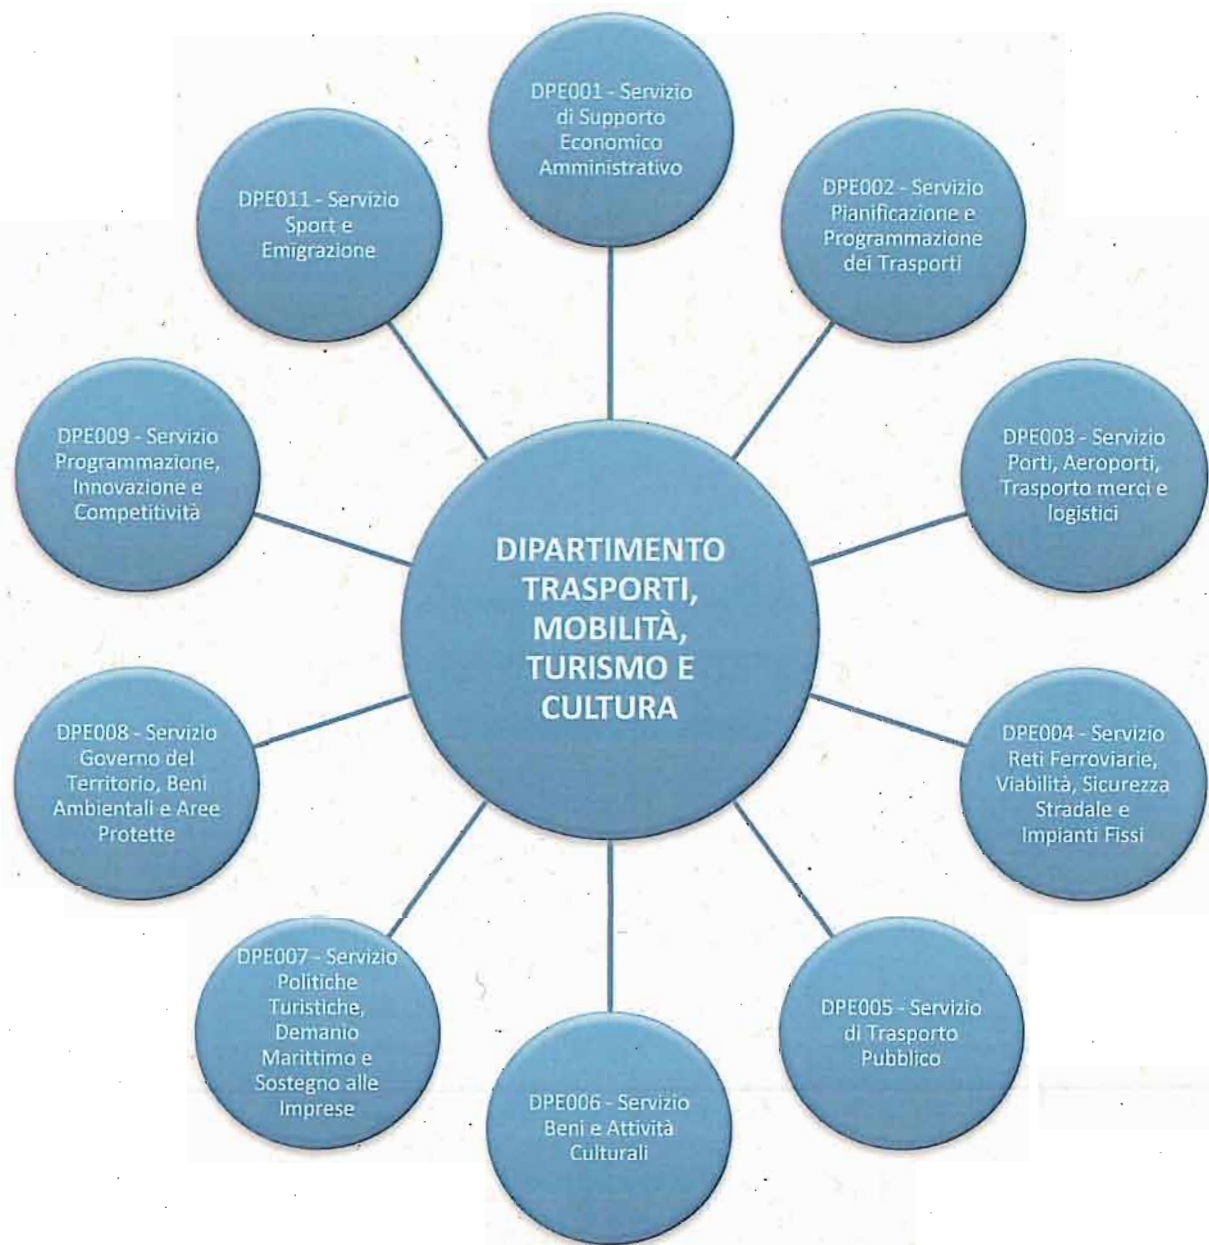 DPE001 - Servizio
di Supporto
Economico
Amministrativo
DPE002 - Servizio
Pianificazione e
Programmazione
dei Trasporti
DPE003 - Servizio
Porti, Aeroporti,
Trasporto merci e
logistici
DPE004 - Servizio
Reti Ferroviarie,
Viabilità, Sicurezza
Stradale e
Impianti Fissi
DPE005 - Servizio
di Trasporto
Pubblico
DPE006 - Servizio
Beni e Attività
Culturali
DPE007 - Servizio
Politiche
Turistiche,
Demanio
Marittimo e
Sostegno alle
Imprese
DPE008 - Servizio
Governo del
Territorio, Beni
Ambientali e Aree
Protette
DPE009 - Servizio
Programmazione,
Innovazione e
Competitività
DPE011 - Servizio
Sport e
Emigrazione
DIPARTIMENTO
TRASPORTI,
MOBILITÀ,
TURISMO E
CULTURA